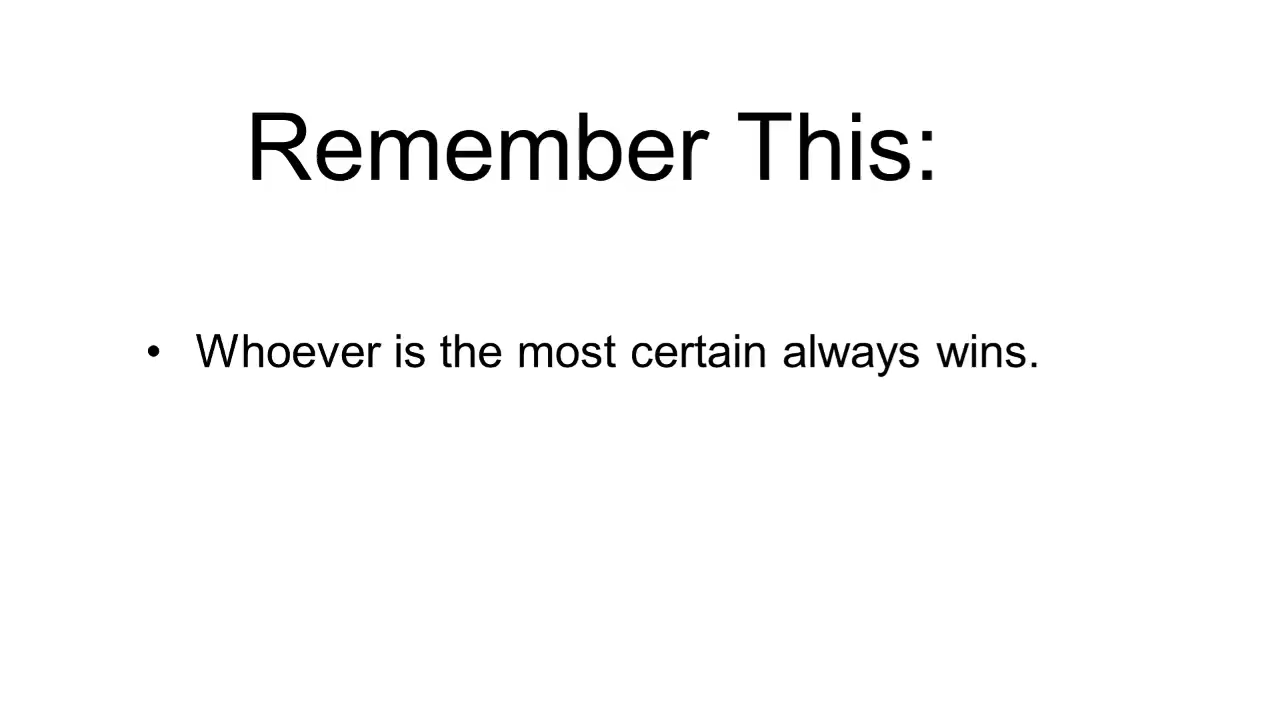 Remember This:
• Whoever is the most certain always wins.